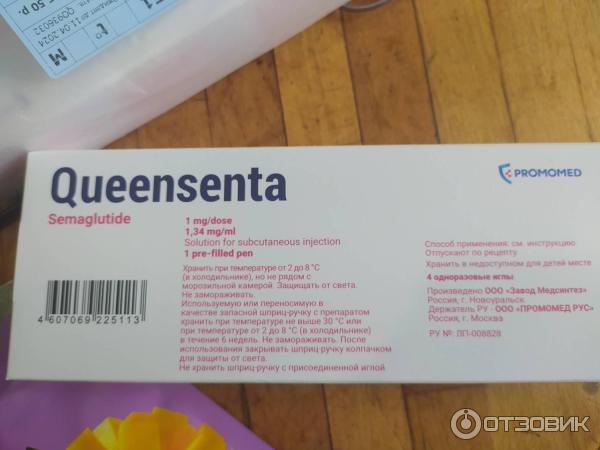 50 р.
до 11.04.2024
QO936032
t°
M
Queensenta
PROMOMED
Semaglutide
1 mg/dose
1,34 mg/ml
Solution for subcutaneous injection
1 pre-filled pen
Хранить при температуре от 2 до 8 °C
(в холодильнике), но не рядом с
морозильной камерой. Защищать от света.
Не замораживать.
Используемую или переносимую в
качестве запасной шприц-ручку с препаратом
хранить при температуре не выше 30 °C или
при температуре от 2 до 8 °C (в холодильнике)
в течение 6 недель. Не замораживать. После
использования закрывать шприц-ручку колпачком
для защиты от света.
Не хранить шприц-ручку с присоединенной иглой
4 607069 225113
Способ применения: см. инструкцию
Отпускают по рецепту
Хранить в недоступном для детей месте
4 одноразовые иглы
Произведено ООО «Завод Медсинтез»
Россия, г. Новоуральск.
Держатель РУ - ООО «ПРОМОМЕД РУС»
Россия, г. Москва
РУ №: ЛП-008828
ОТЗОВИК